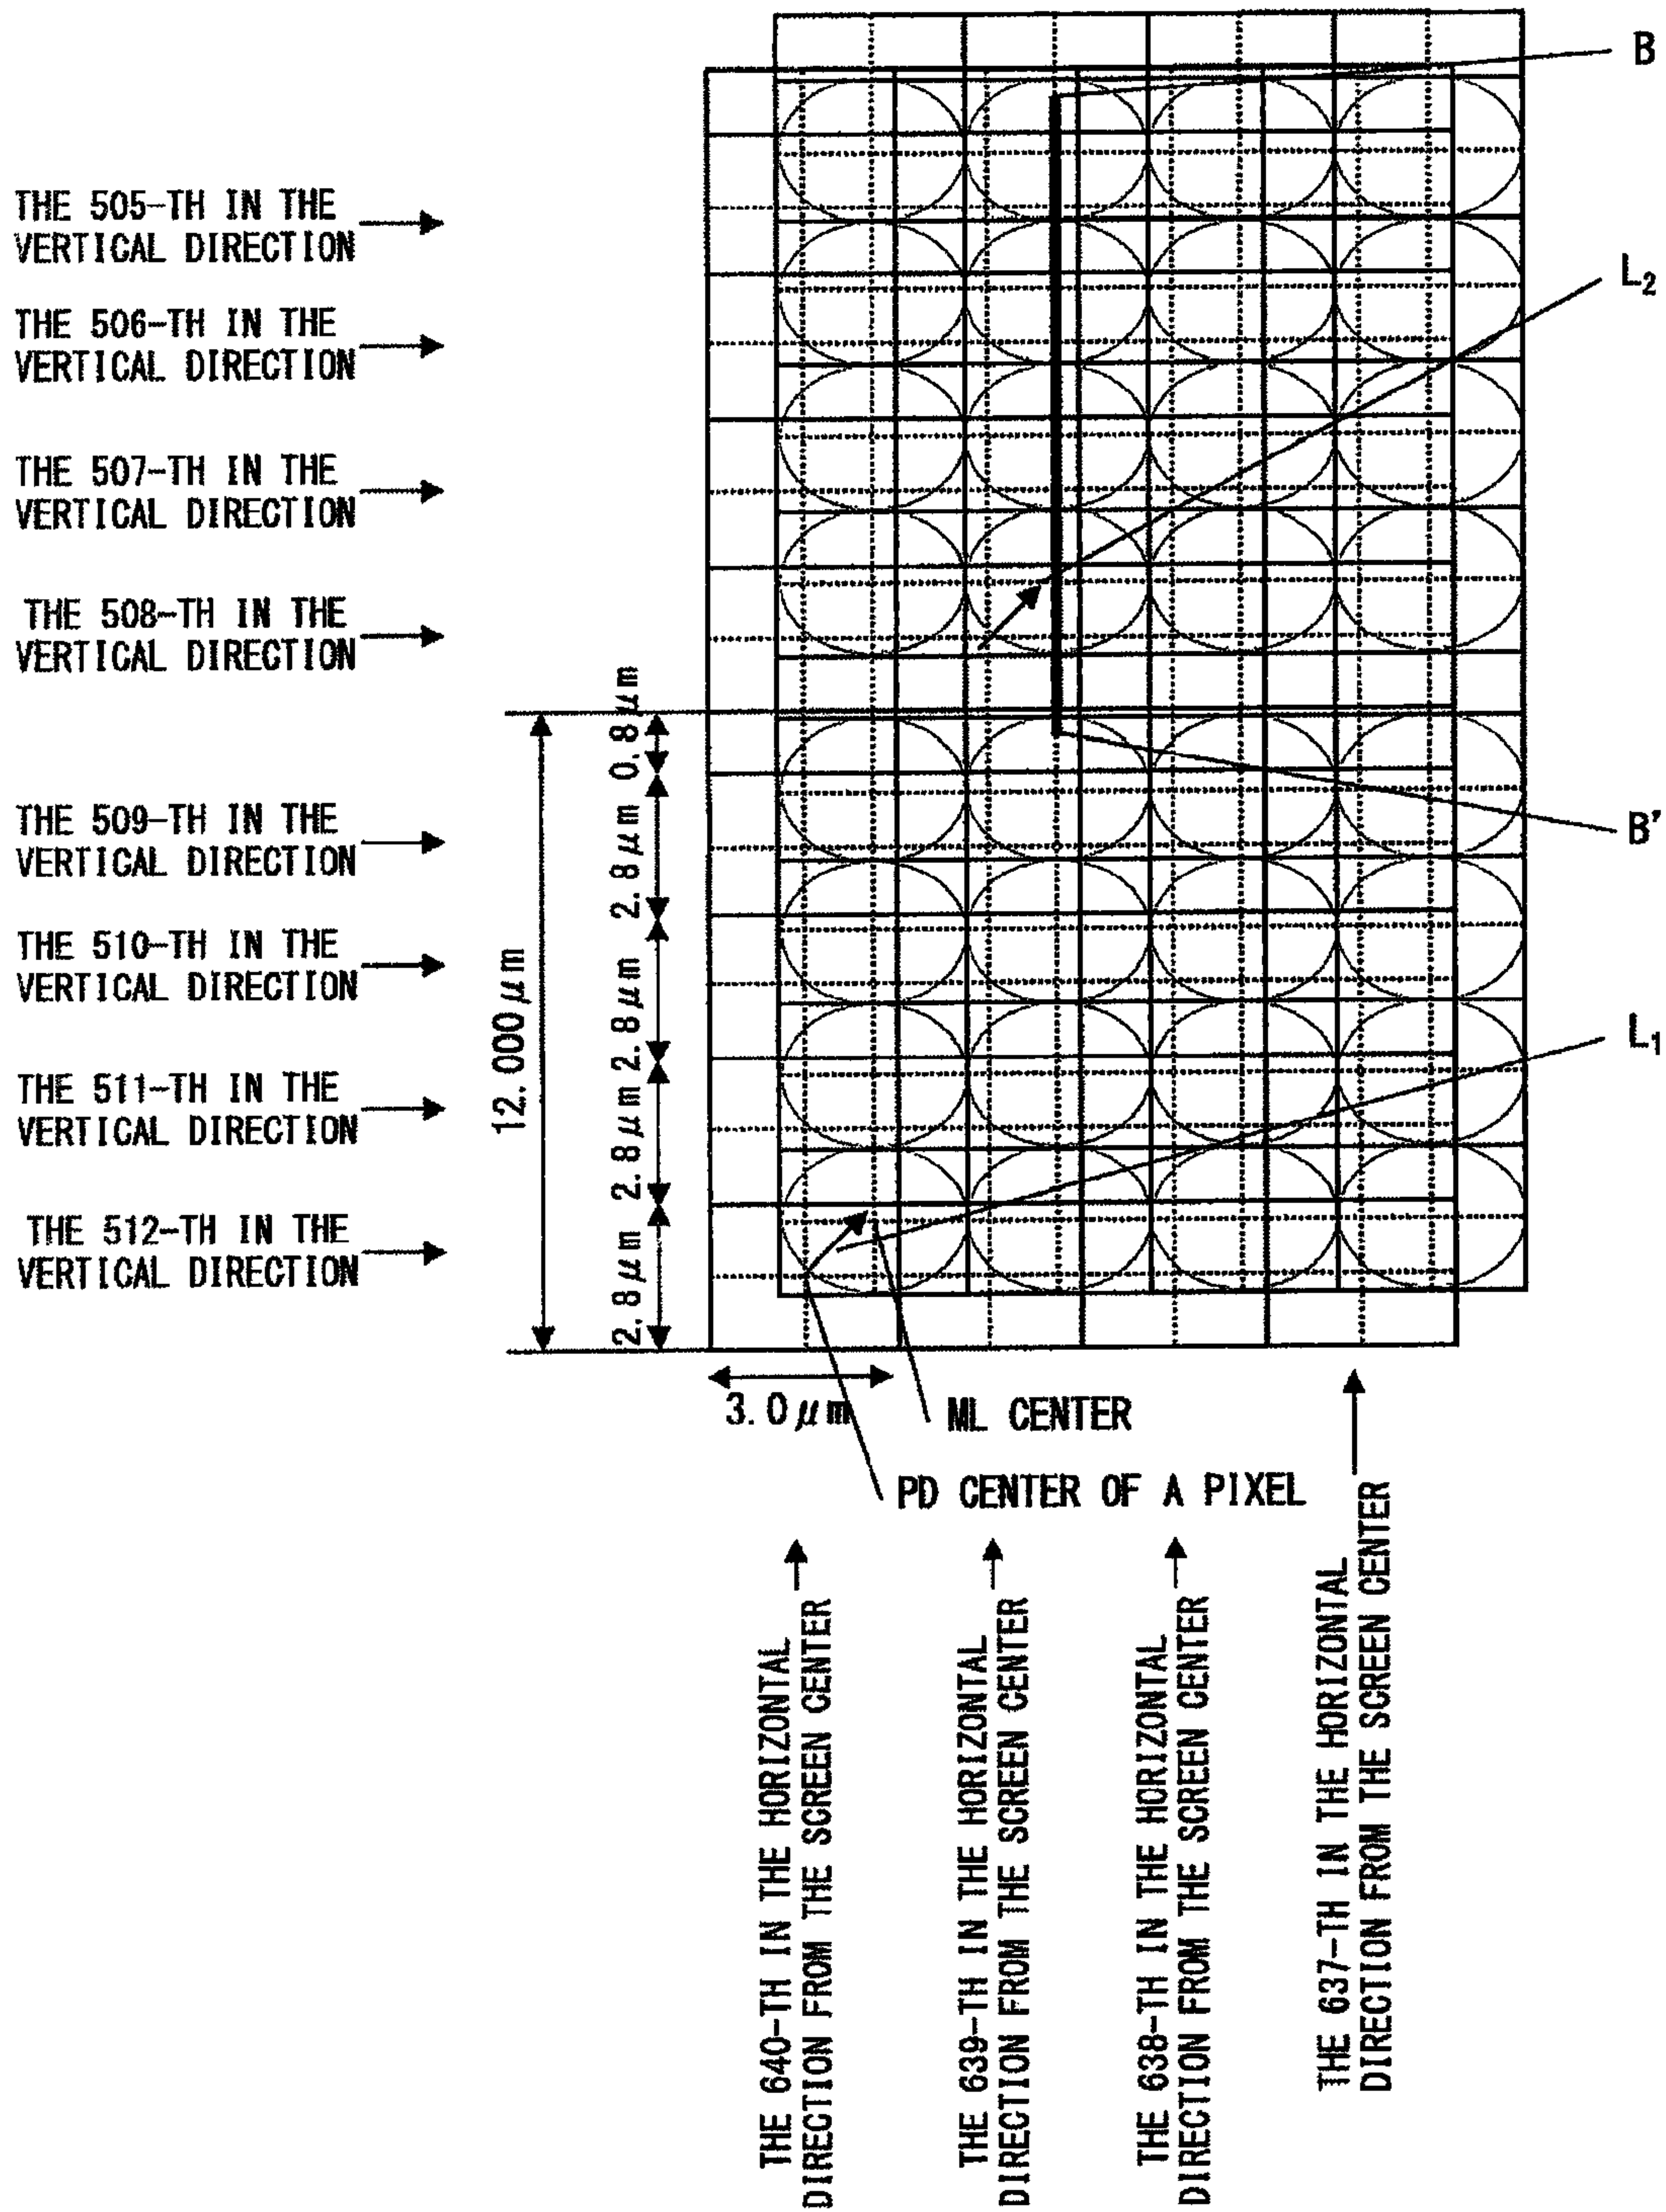 B
THE 505-TH IN THE
VERTICAL DIRECTION
L2
THE 506-TH IN THE
VERTICAL DIRECTION
THE 507-TH IN THE
VERTICAL DIRECTION
THE 508-TH IN THE
VERTICAL DIRECTION
0.8μm
THE 509-TH IN THE
VERTICAL DIRECTION
B'
2.8μm
THE 510-TH IN THE
VERTICAL DIRECTION
2.8μm
12.000μm
L1
THE 511-TH IN THE
VERTICAL DIRECTION
2.8μm
THE 512-TH IN THE
VERTICAL DIRECTION
2.8μm
3.0μm
ML CENTER
PD CENTER OF A PIXEL
THE 640-TH IN THE HORIZONTAL
DIRECTION FROM THE SCREEN CENTER
THE 639-TH IN THE HORIZONTAL
DIRECTION FROM THE SCREEN CENTER
THE 638-TH IN THE HORIZONTAL
DIRECTION FROM THE SCREEN CENTER
THE 637-TH IN THE HORIZONTAL
DIRECTION FROM THE SCREEN CENTER